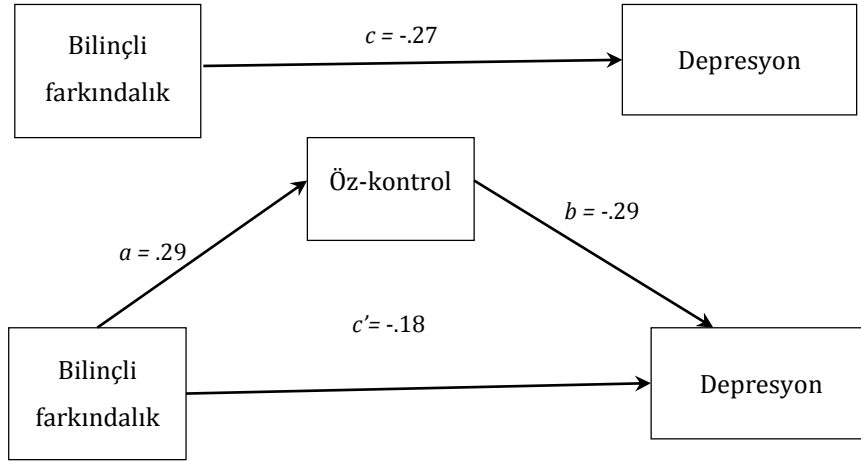 Bilinçli
farkındalık
c = -.27
Depresyon
Öz-kontrol
a = .29
b = -.29
c’= -.18
Bilinçli
farkındalık
Depresyon